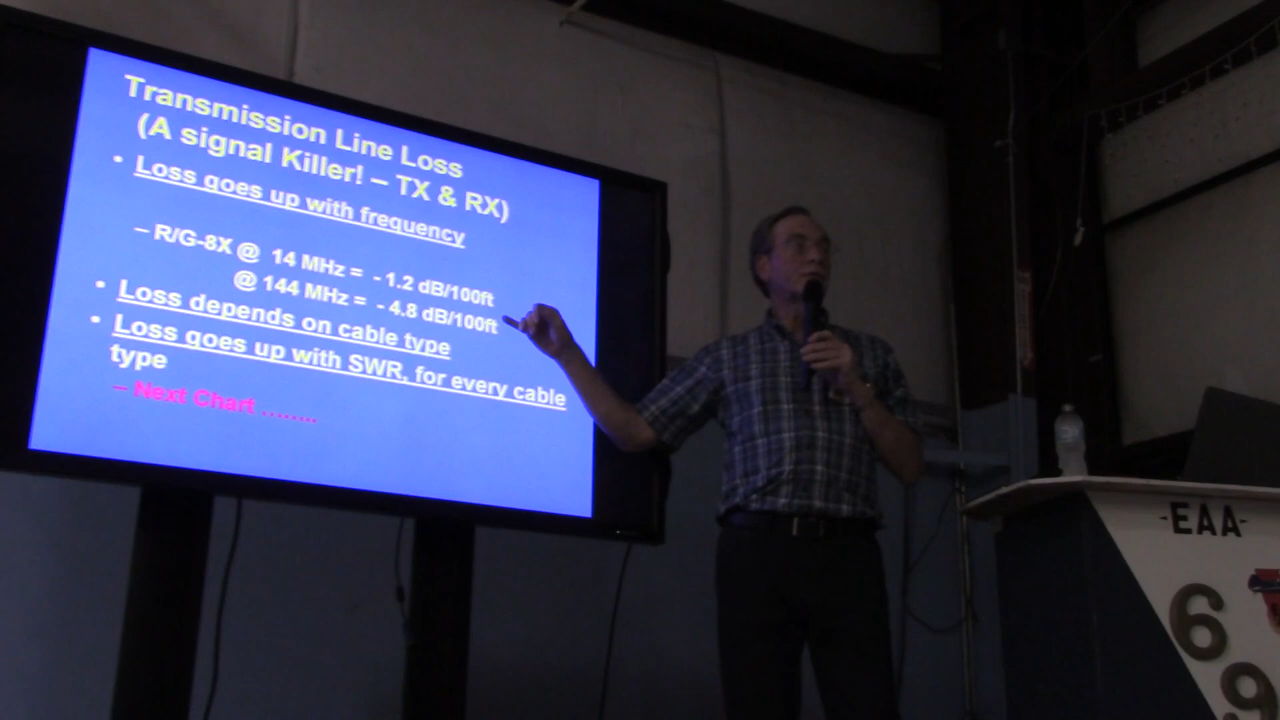 Transmission Line Loss
(A signal Killer! – TX & RX)
• Loss goes up with frequency
– R/G-8X @ 14 MHz = - 1.2 dB/100ft
@ 144 MHz = - 4.8 dB/100ft
• Loss depends on cable type
• Loss goes up with SWR, for every cable
type
– Next Chart ........
-EAA-
6
9